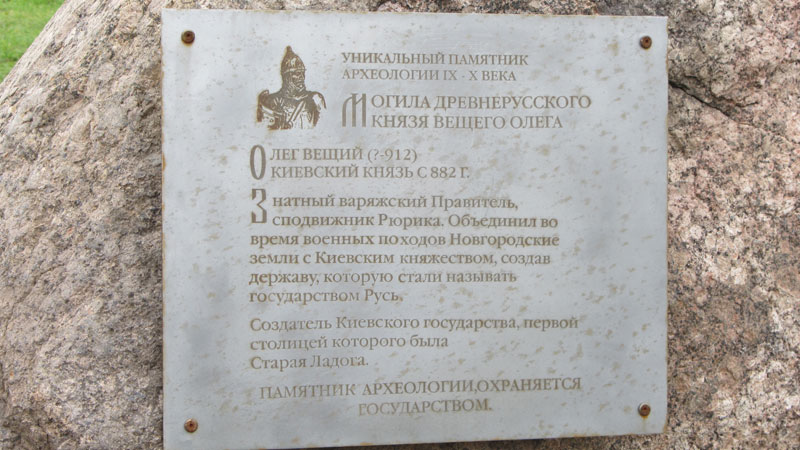 УНИКАЛЬНЫЙ ПАМЯТНИК
АРХЕОЛОГИИ IX - X ВЕКА
МОГИЛА ДРЕВНЕРУССКОГО
КНЯЗЯ ВЕЩЕГО ОЛЕГА
ОЛЕГ ВЕЩИЙ (?-912)
КИЕВСКИЙ КНЯЗЬ С 882 Г.
Знатный варяжский Правитель,
сподвижник Рюрика. Объединил во
время военных походов Новгородские
земли с Киевским княжеством, создав
державу, которую стали называть
государством Русь.
Создатель Киевского государства, первой
столицей которого была
Старая Ладога.
ПАМЯТНИК АРХЕОЛОГИИ,ОХРАНЯЕТСЯ
ГОСУДАРСТВОМ.